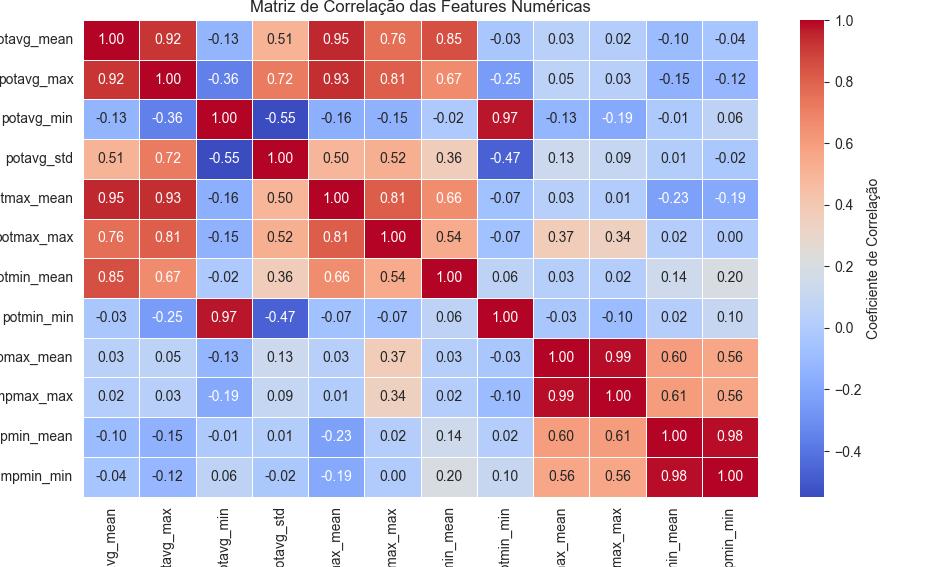 Matriz de Correlação das Features Numéricas
otavg_mean 1.00 0.92 -0.13 0.51 0.95 0.76 0.85 -0.03 0.03 0.02 -0.10 -0.04
potavg_max 0.92 1.00 -0.36 0.72 0.93 0.81 0.67 -0.25 0.05 0.03 -0.15 -0.12
potavg_min -0.13 -0.36 1.00 -0.55 -0.16 -0.15 -0.02 0.97 -0.13 -0.19 -0.01 0.06
potavg_std 0.51 0.72 -0.55 1.00 0.50 0.52 0.36 -0.47 0.13 0.09 0.01 -0.02
tmax_mean 0.95 0.93 -0.16 0.50 1.00 0.81 0.66 -0.07 0.03 0.01 -0.23 -0.19
otmax_max 0.76 0.81 -0.15 0.52 0.81 1.00 0.54 -0.07 0.37 0.34 0.02 0.00
otmin_mean 0.85 0.67 -0.02 0.36 0.66 0.54 1.00 0.06 0.03 0.02 0.14 0.20
potmin_min -0.03 -0.25 0.97 -0.47 -0.07 -0.07 0.06 1.00 -0.03 -0.10 0.02 0.10
pmax_mean 0.03 0.05 -0.13 0.13 0.03 0.37 0.03 -0.03 1.00 0.99 0.60 0.56
mpmax_max 0.02 0.03 -0.19 0.09 0.01 0.34 0.02 -0.10 0.99 1.00 0.61 0.56
pmin_mean -0.10 -0.15 -0.01 0.01 -0.23 0.02 0.14 0.02 0.60 0.61 1.00 0.98
mpmin_min -0.04 -0.12 0.06 -0.02 -0.19 0.00 0.20 0.10 0.56 0.56 0.98 1.00
vg_mean
tavg_max
tavg_min
otavg_std
ax_mean
max_max
min_mean
otmin_min
ax_mean
max_max
min_mean
pmin_min
1.0
0.8
0.6
0.4
0.2
0.0
−0.2
−0.4
Coeficiente de Correlação